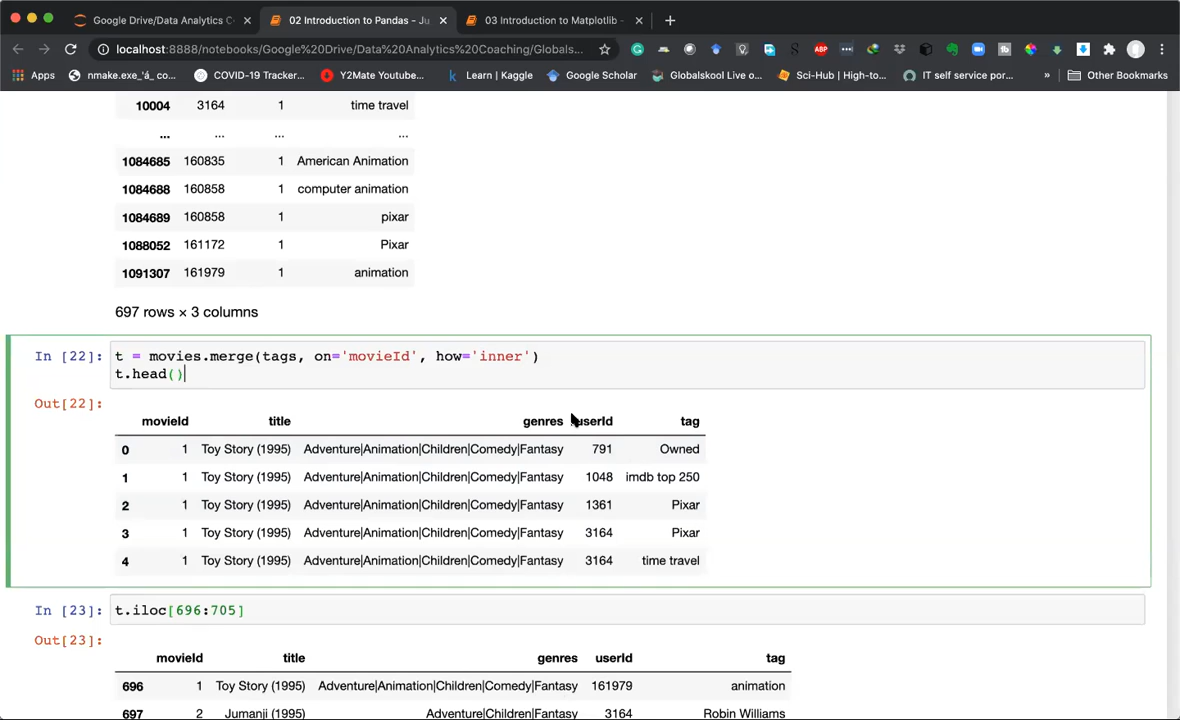 Google Drive/Data Analytics C
02 Introduction to Pandas - Ju
03 Introduction to Matplotlib -
localhost:8888/notebooks/Google%20Drive/Data%20Analytics%20Coaching/Globals...
Apps
nmake.exe_'á_ co...
COVID-19 Tracker...
Y2Mate Youtube...
Learn | Kaggle
Google Scholar
Globalskool Live o...
Sci-Hub | High-to...
IT self service por...
»
Other Bookmarks
10004 3164 1 time travel
... ... ... ...
1084685 160835 1 American Animation
1084688 160858 1 computer animation
1084689 160858 1 pixar
1088052 161172 1 Pixar
1091307 161979 1 animation
697 rows × 3 columns
In [22]: t = movies.merge(tags, on='movieId', how='inner')
t.head()
Out[22]:
movieId title genres userId tag
0 1 Toy Story (1995) Adventure|Animation|Children|Comedy|Fantasy 791 Owned
1 1 Toy Story (1995) Adventure|Animation|Children|Comedy|Fantasy 1048 imdb top 250
2 1 Toy Story (1995) Adventure|Animation|Children|Comedy|Fantasy 1361 Pixar
3 1 Toy Story (1995) Adventure|Animation|Children|Comedy|Fantasy 3164 Pixar
4 1 Toy Story (1995) Adventure|Animation|Children|Comedy|Fantasy 3164 time travel
In [23]: t.iloc[696:705]
Out[23]:
movieId title genres userId tag
696 1 Toy Story (1995) Adventure|Animation|Children|Comedy|Fantasy 161979 animation
697 2 Jumanji (1995) Adventure|Children|Fantasy 3164 Robin Williams